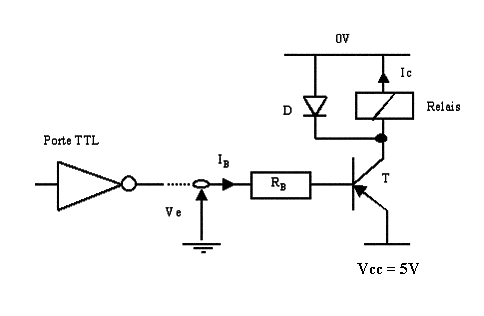 0V
Ic
D
Relais
Porte TTL
IB
RB
T
Ve
Vcc = 5V